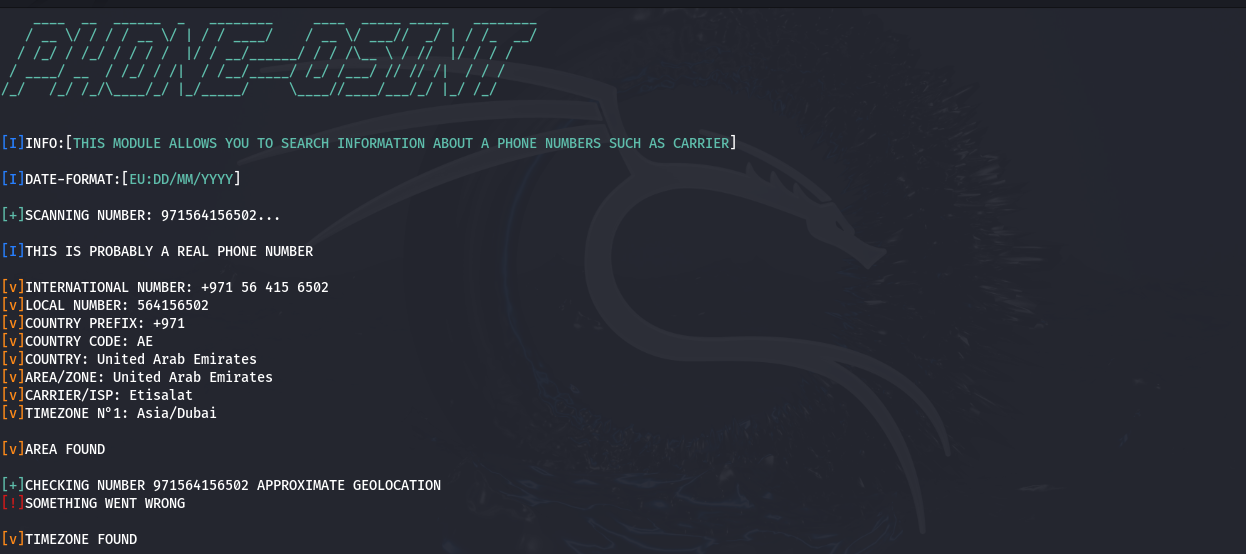 PHONE-OSINT
[I]INFO:[THIS MODULE ALLOWS YOU TO SEARCH INFORMATION ABOUT A PHONE NUMBERS SUCH AS CARRIER]
[I]DATE-FORMAT:[EU:DD/MM/YYYY]
[+]SCANNING NUMBER: 971564156502...
[I]THIS IS PROBABLY A REAL PHONE NUMBER
[v]INTERNATIONAL NUMBER: +971 56 415 6502
[v]LOCAL NUMBER: 564156502
[v]COUNTRY PREFIX: +971
[v]COUNTRY CODE: AE
[v]COUNTRY: United Arab Emirates
[v]AREA/ZONE: United Arab Emirates
[v]CARRIER/ISP: Etisalat
[v]TIMEZONE N°1: Asia/Dubai
[v]AREA FOUND
[+]CHECKING NUMBER 971564156502 APPROXIMATE GEOLOCATION
[!]SOMETHING WENT WRONG
[v]TIMEZONE FOUND